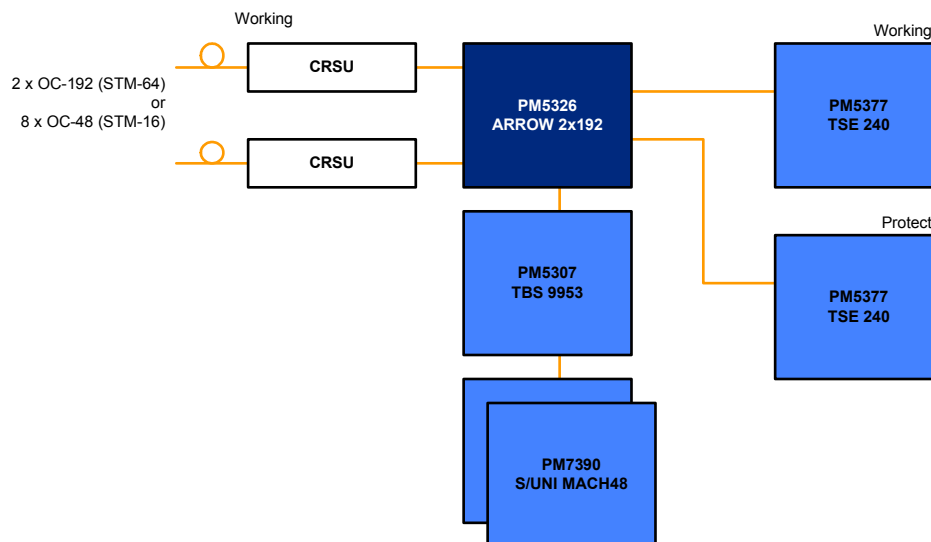 Working
2 x OC-192 (STM-64)
or
8 x OC-48 (STM-16)
CRSU
CRSU
PM5326
ARROW 2x192
Working
PM5377
TSE 240
Protect
PM5377
TSE 240
PM5307
TBS 9953
PM7390
S/UNI MACH48